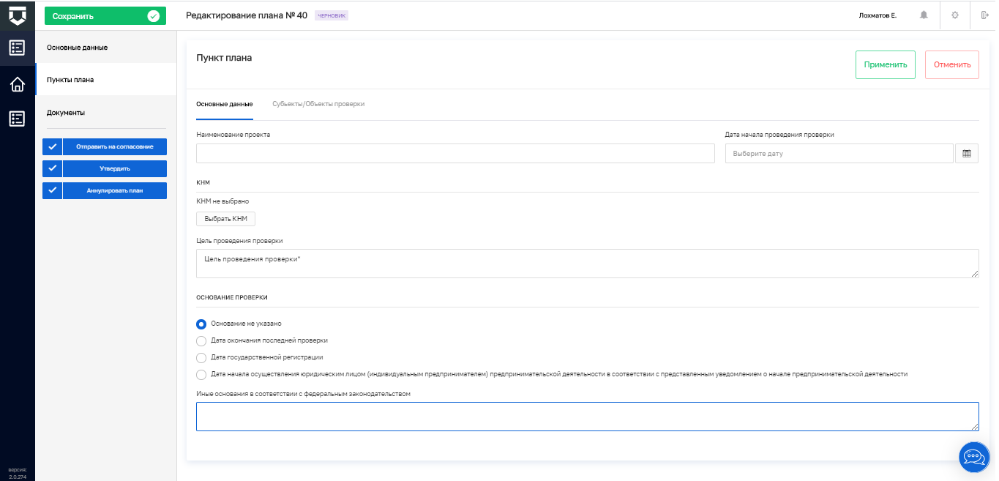 Сохранить
Редактирование плана № 40
ЧЕРНОВИК
Лохматов Е.
Основные данные
Пункты плана
Документы
Отправить на согласовние
Утвердить
Аннулировать план
Пункт плана
Применить
Отменить
Основные данные
Субъекты/Объекты проверки
Наименование проекта
Дата начала проведения проверки
Выберите дату
КНМ
КНМ не выбрано
Выбрать КНМ
Цель проведения проверки
Цель проведения проверки*
ОСНОВАНИЕ ПРОВЕРКИ
Основание не указано
Дата окончания последней проверки
Дата государственной регистрации
Дата начала осуществления юридическим лицом (индивидуальным предпринимателем) предпринимательской деятельности в соответствии с представленным уведомлением о начале предпринимательской деятельности
Иные основания в соответствии с федеральным законодательством
версия:
2.0.274